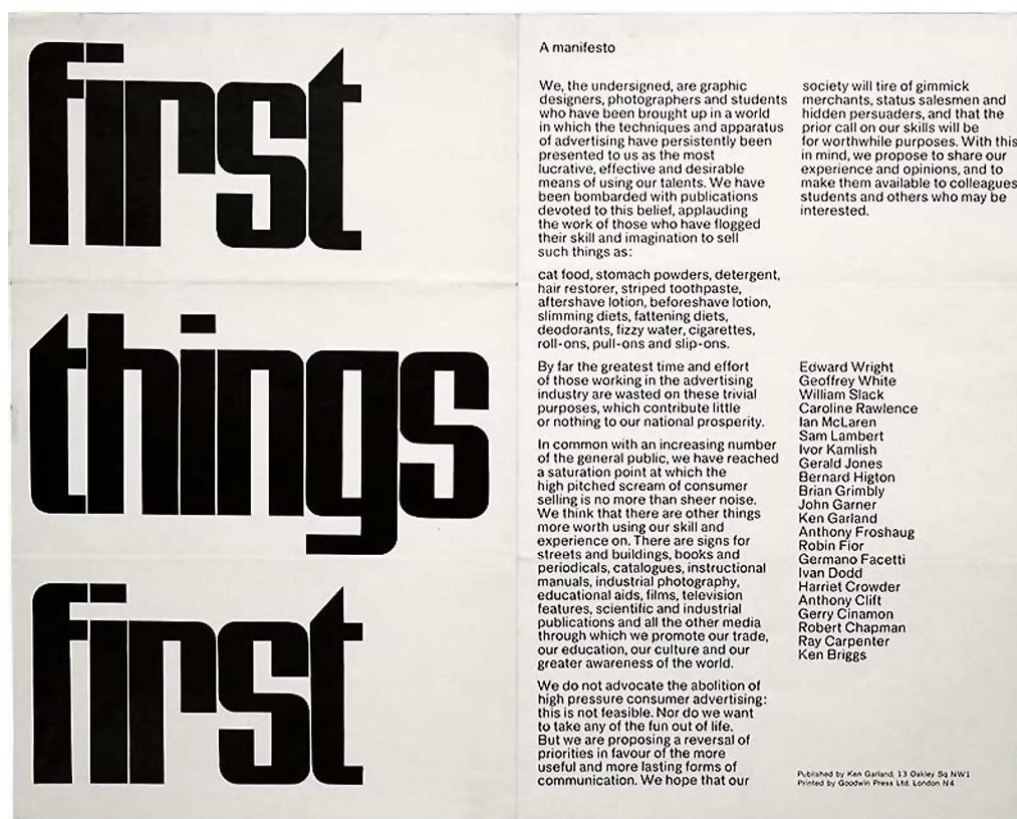 first
things
first
A manifesto
We, the undersigned, are graphic
designers, photographers and students
who have been brought up in a world
in which the techniques and apparatus
of advertising have persistently been
presented to us as the most
lucrative, effective and desirable
means of using our talents. We have
been bombarded with publications
devoted to this belief, applauding
the work of those who have flogged
their skill and imagination to sell
such things as:
cat food, stomach powders, detergent,
hair restorer, striped toothpaste,
aftershave lotion, beforeshave lotion,
slimming diets, fattening diets,
deodorants, fizzy water, cigarettes,
roll-ons, pull-ons and slip-ons.
By far the greatest time and effort
of those working in the advertising
industry are wasted on these trivial
purposes, which contribute little
or nothing to our national prosperity.
In common with an increasing number
of the general public, we have reached
a saturation point at which the
high pitched scream of consumer
selling is no more than sheer noise.
We think that there are other things
more worth using our skill and
experience on. There are signs for
streets and buildings, books and
periodicals, catalogues, instructional
manuals, industrial photography,
educational aids, films, television
features, scientific and industrial
publications and all the other media
through which we promote our trade,
our education, our culture and our
greater awareness of the world.
We do not advocate the abolition of
high pressure consumer advertising:
this is not feasible. Nor do we want
to take any of the fun out of life.
But we are proposing a reversal of
priorities in favour of the more
useful and more lasting forms of
communication. We hope that our
society will tire of gimmick
merchants, status salesmen and
hidden persuaders, and that the
prior call on our skills will be
for worthwhile purposes. With this
in mind, we propose to share our
experience and opinions, and to
make them available to colleagues
students and others who may be
interested.
Edward Wright
Geoffrey White
William Slack
Caroline Rawlence
Ian McLaren
Sam Lambert
Ivor Kamlish
Gerald Jones
Bernard Higton
Brian Grimbly
John Garner
Ken Garland
Anthony Froshaug
Robin Fior
Germano Facetti
Ivan Dodd
Harriet Crowder
Anthony Clift
Gerry Cinamon
Robert Chapman
Ray Carpenter
Ken Briggs
Published by Ken Garland, 13 Oakley Sq NW1
Printed by Goodwin Press Ltd. London N4